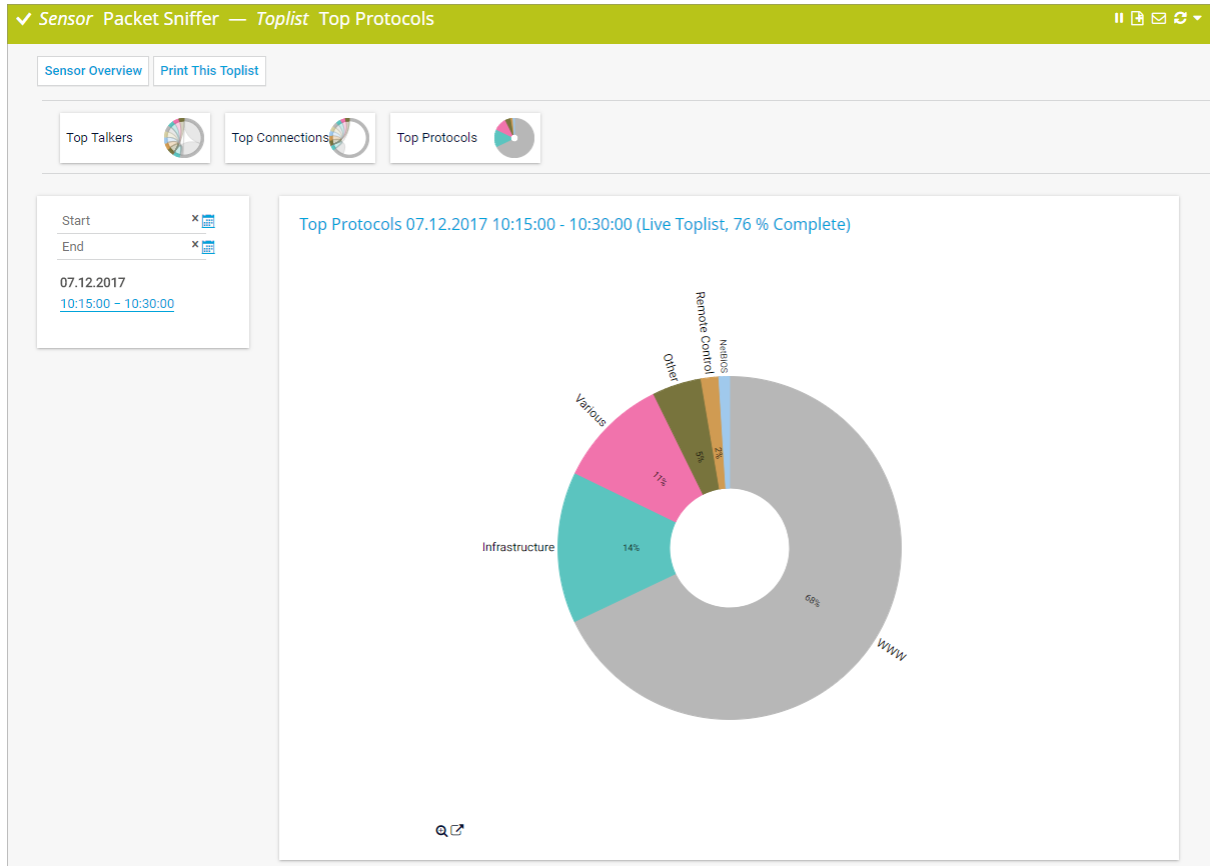 Sensor Packet Sniffer — Toplist Top Protocols
Sensor Overview Print This Toplist
Top Talkers Top Connections Top Protocols
Start
End
07.12.2017
10:15:00 – 10:30:00
Top Protocols 07.12.2017 10:15:00 - 10:30:00 (Live Toplist, 76 % Complete)
Remote Control
NetBIOS
Other
Various
5%
2%
11%
Infrastructure
14%
68%
WWW